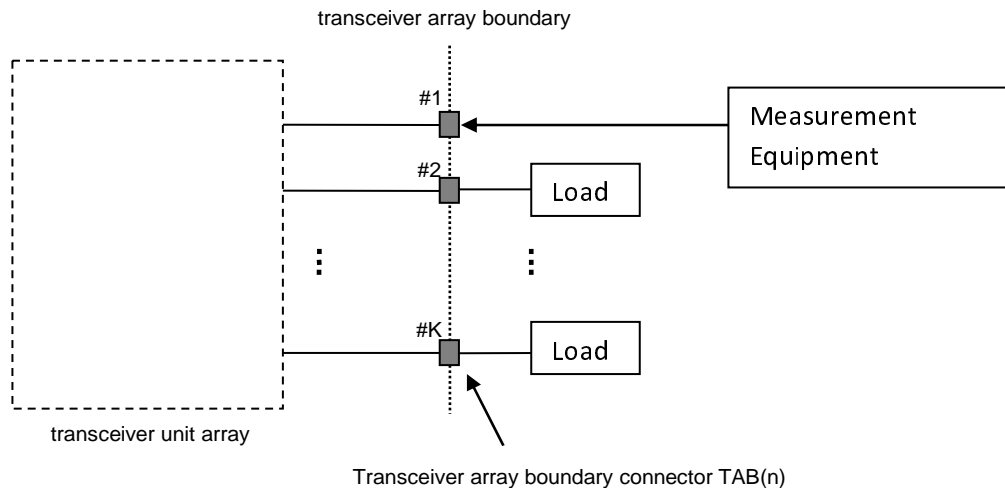 transceiver array boundary
#1
Measurement
Equipment
#2
Load
#K
Load
transceiver unit array
Transceiver array boundary connector TAB(n)